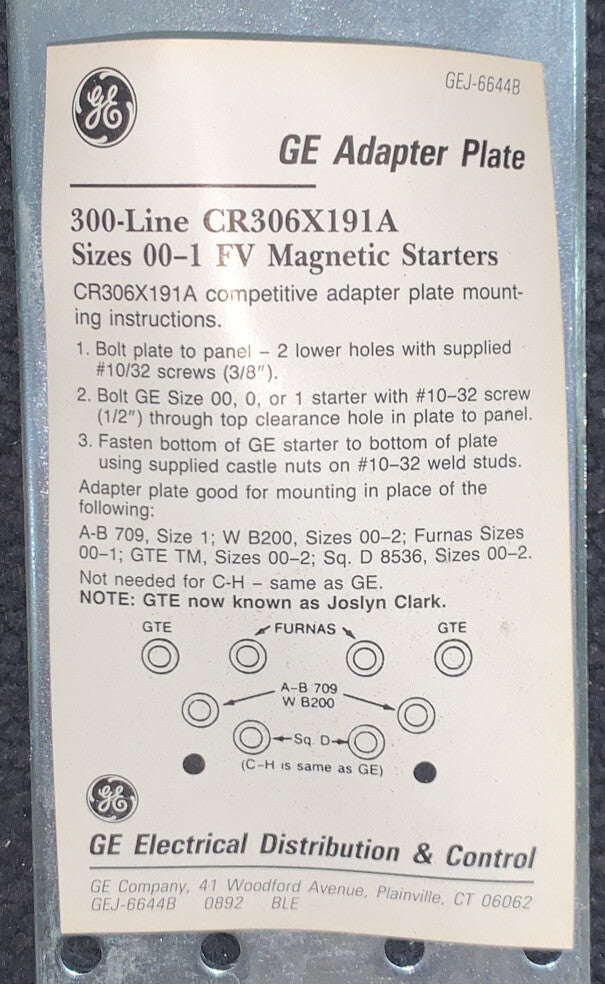 GE
GEJ-6644B
GE Adapter Plate
300-Line CR306X191A
Sizes 00-1 FV Magnetic Starters
CR306X191A competitive adapter plate mount-
ing instructions.
1. Bolt plate to panel – 2 lower holes with supplied
#10/32 screws (3/8").
2. Bolt GE Size 00, 0, or 1 starter with #10-32 screw
(1/2") through top clearance hole in plate to panel.
3. Fasten bottom of GE starter to bottom of plate
using supplied castle nuts on #10-32 weld studs.
Adapter plate good for mounting in place of the
following:
A-B 709, Size 1; W B200, Sizes 00-2; Furnas Sizes
00-1; GTE TM, Sizes 00-2; Sq. D 8536, Sizes 00-2.
Not needed for C-H – same as GE.
NOTE: GTE now known as Joslyn Clark.
GTE FURNAS GTE
A-B 709
W B200
Sq. D
(C-H is same as GE)
GE
GE Electrical Distribution & Control
GE Company, 41 Woodford Avenue, Plainville, CT 06062
GEJ-6644B 0892 BLE